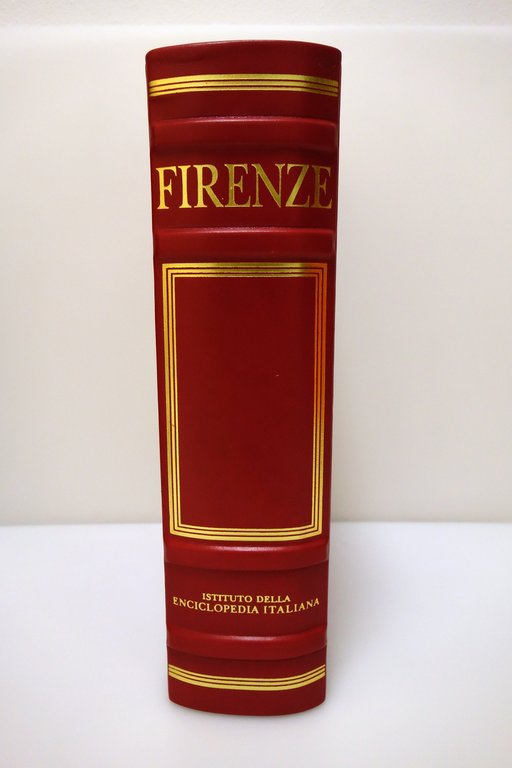 FIRENZE
ISTITUTO DELLA
ENCICLOPEDIA ITALIANA